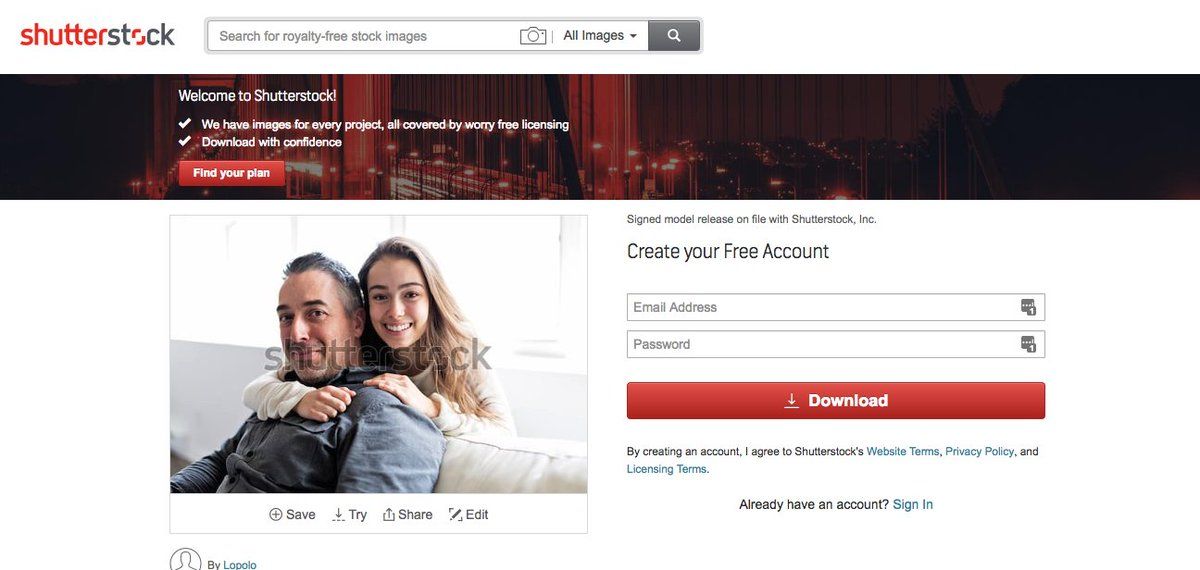 shutterstock
Search for royalty-free stock images
All Images
Welcome to Shutterstock!
We have images for every project, all covered by worry free licensing
Download with confidence
Find your plan
shutterstock
Save Try Share Edit
By Lopolo
Signed model release on file with Shutterstock, Inc.
Create your Free Account
Email Address
1
Password
1
Download
By creating an account, I agree to Shutterstock's Website Terms, Privacy Policy, and
Licensing Terms.
Already have an account? Sign In